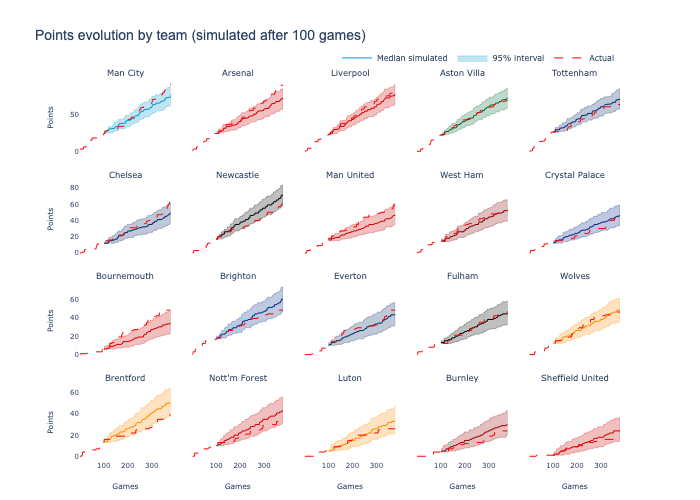 Points evolution by team (simulated after 100 games)
Median simulated 95% interval Actual
Man City Arsenal Liverpool Aston Villa Tottenham
Points
50
0
Chelsea Newcastle Man United West Ham Crystal Palace
Points
80
60
40
20
0
Bournemouth Brighton Everton Fulham Wolves
Points
60
40
20
0
Brentford Nott'm Forest Luton Burnley Sheffield United
Points
60
40
20
0
100 200 300 100 200 300 100 200 300 100 200 300 100 200 300
Games Games Games Games Games